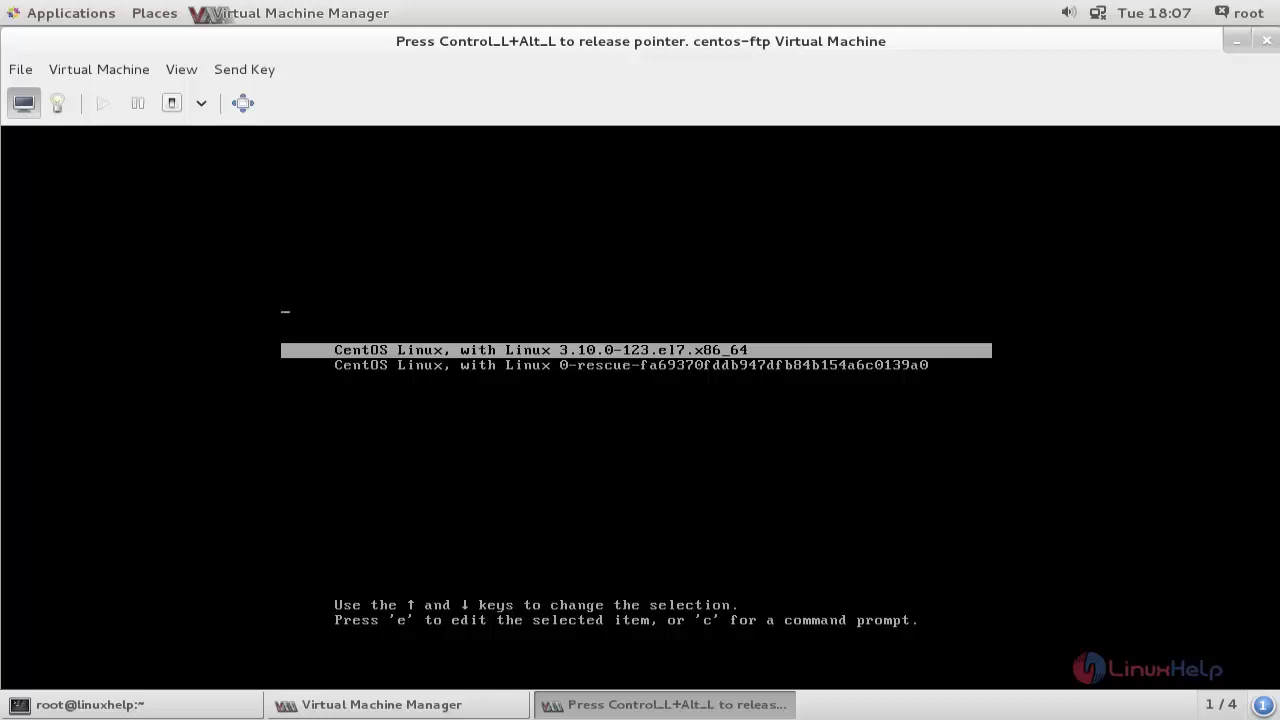 Applications Places Virtual Machine Manager Tue 18:07 root
Press Control_L+Alt_L to release pointer. centos-ftp Virtual Machine
File Virtual Machine View Send Key
CentOS Linux, with Linux 3.10.0-123.el7.x86_64
CentOS Linux, with Linux 0-rescue-fa69370fddb947dfb84b154a6c0139a0
Use the ↑ and ↓ keys to change the selection.
Press 'e' to edit the selected item, or 'c' for a command prompt.
LinuxHelp
root@linuxhelp:~ Virtual Machine Manager Press Control_L+Alt_L to releas... 1 / 4 1